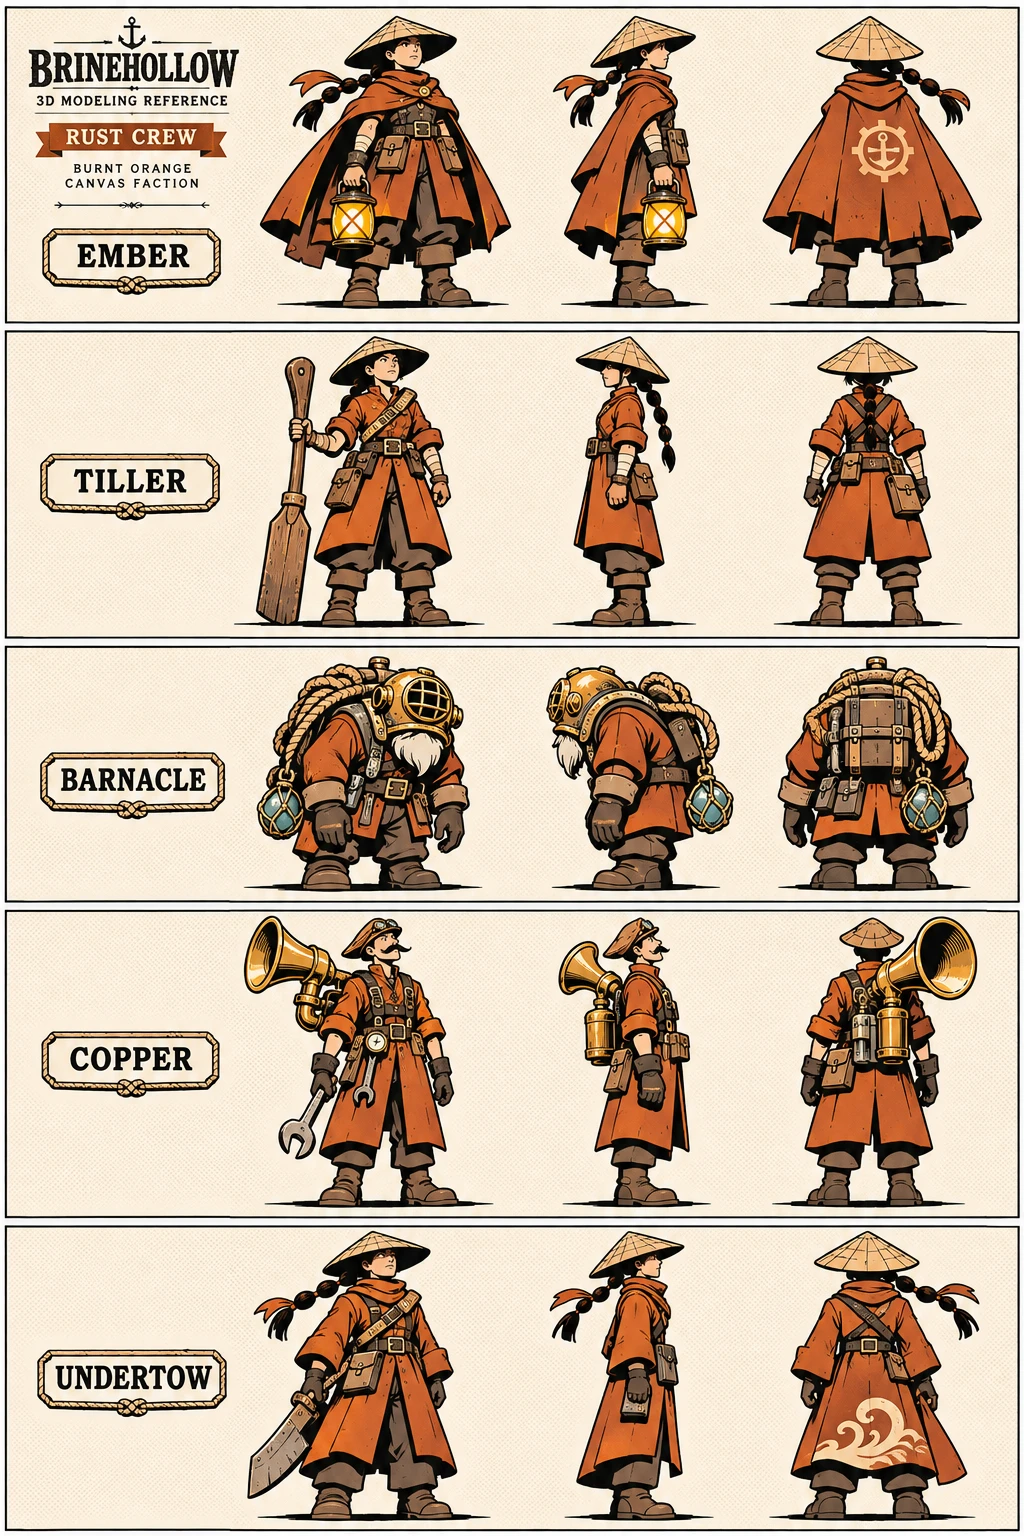 BRINEHOLLOW
3D MODELING REFERENCE
RUST CREW
BURNT ORANGE
CANVAS FACTION
EMBER
TILLER
BARNACLE
COPPER
UNDERTOW